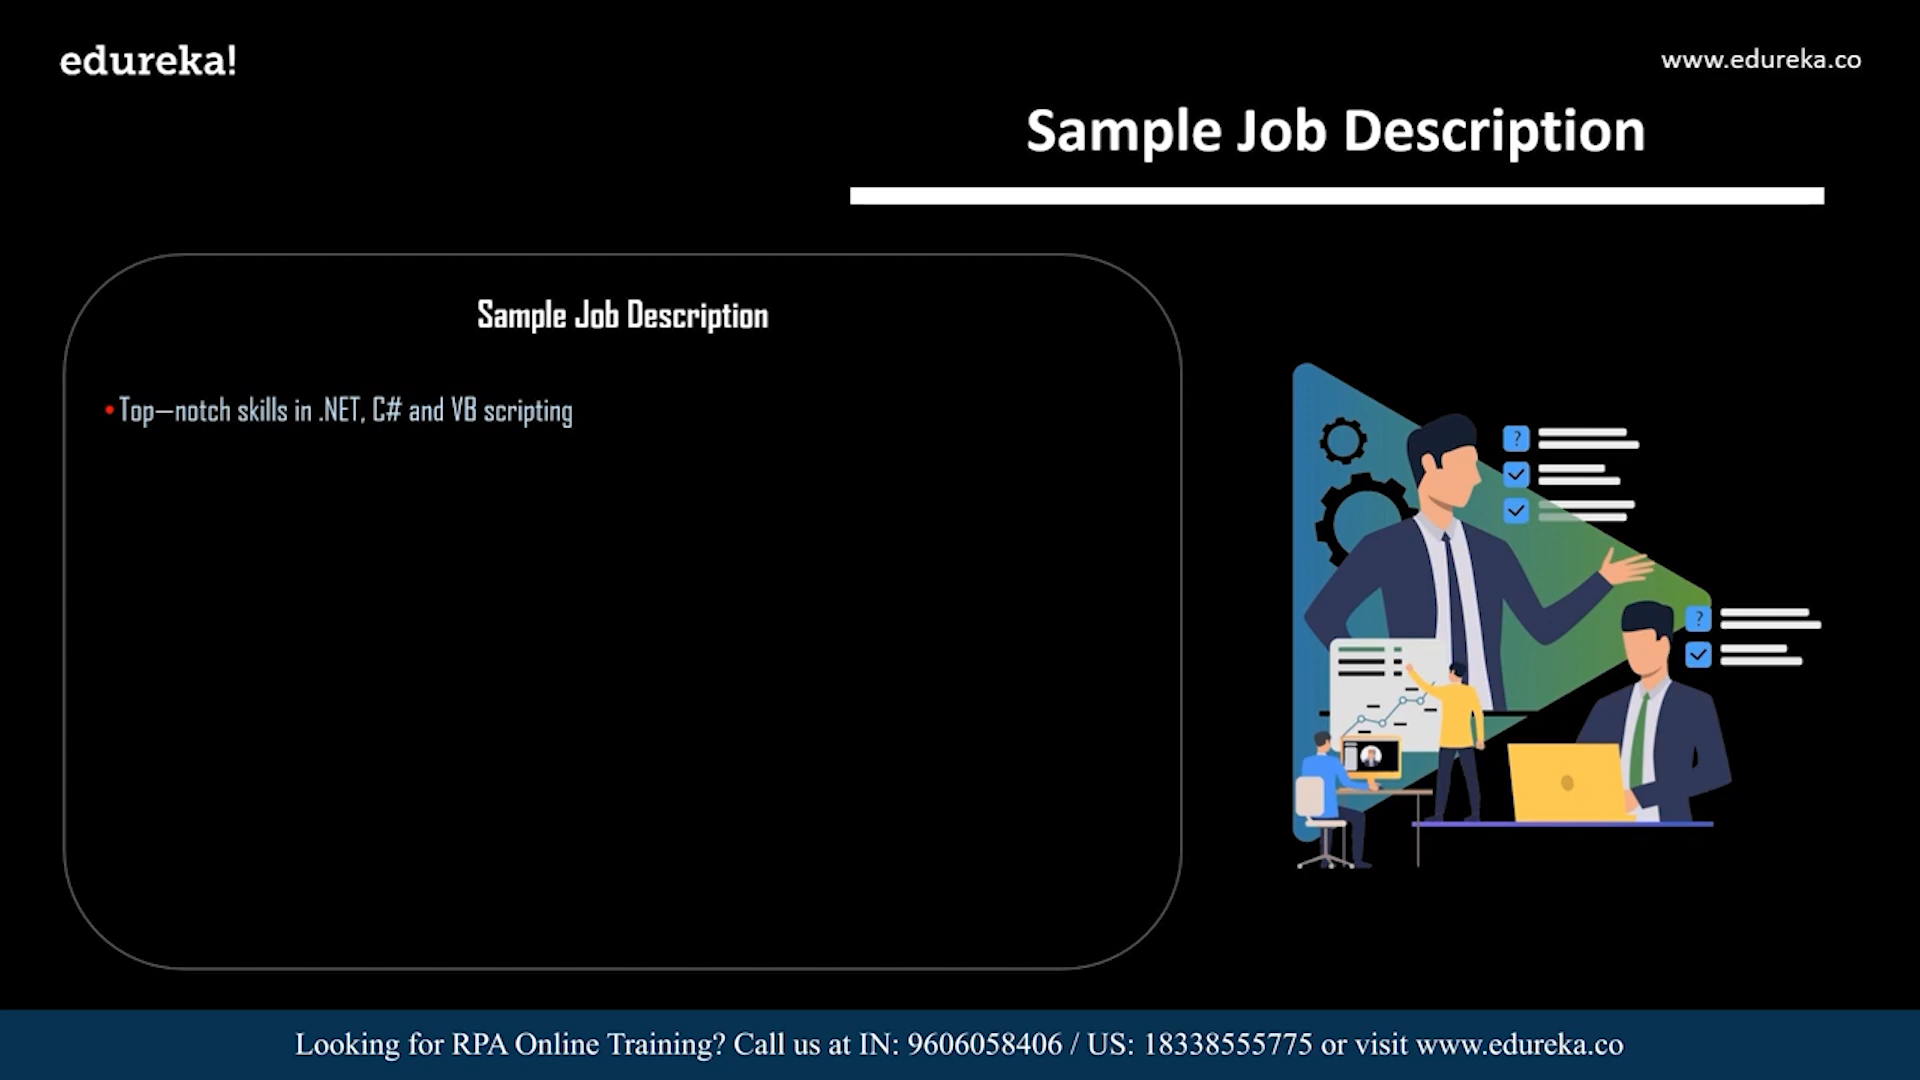 edureka!
www.edureka.co
Sample Job Description
Sample Job Description
• Top—notch skills in .NET, C# and VB scripting
?
?
Looking for RPA Online Training? Call us at IN: 9606058406 / US: 18338555775 or visit www.edureka.co